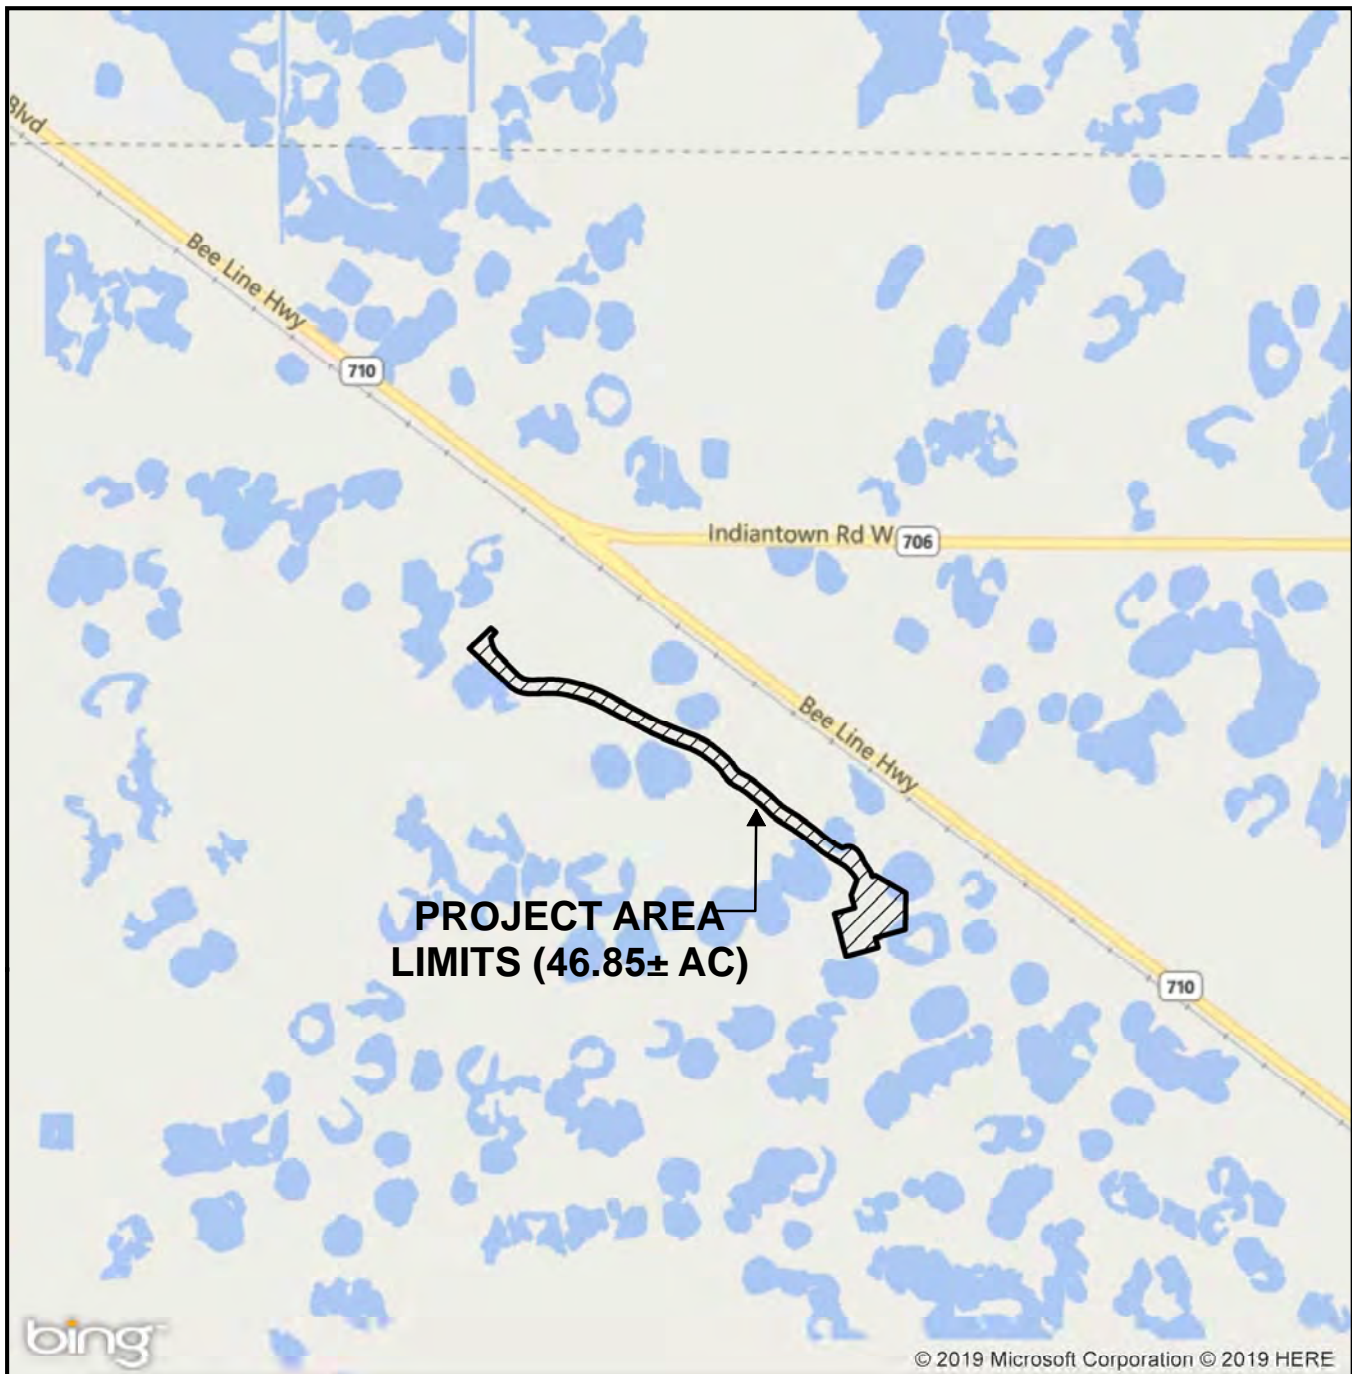 Blvd
Bee Line Hwy
710
Indiantown Rd W 706
Bee Line Hwy
PROJECT AREA
LIMITS (46.85± AC)
710
bing
© 2019 Microsoft Corporation © 2019 HERE